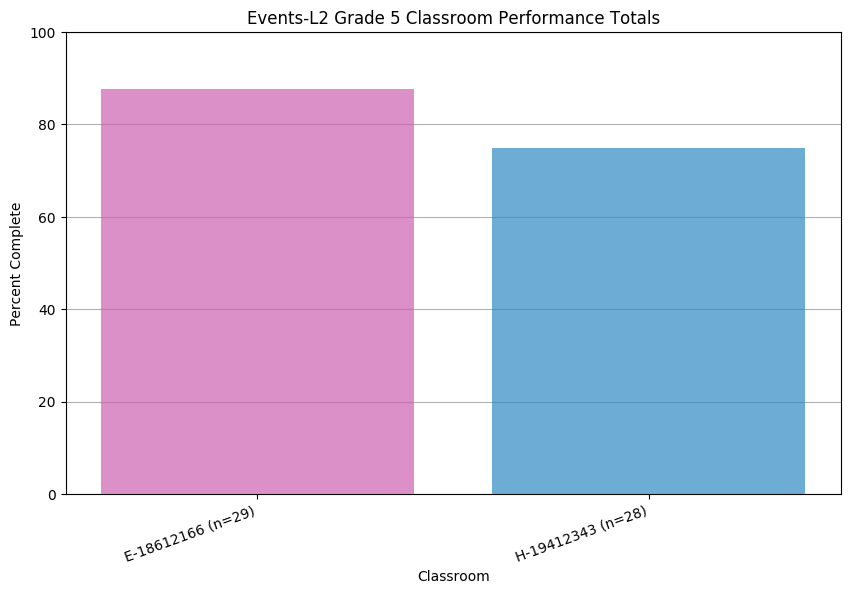 Events-L2 Grade 5 Classroom Performance Totals
100
80
60
40
20
0
Percent Complete
E-18612166 (n=29)
H-19412343 (n=28)
Classroom